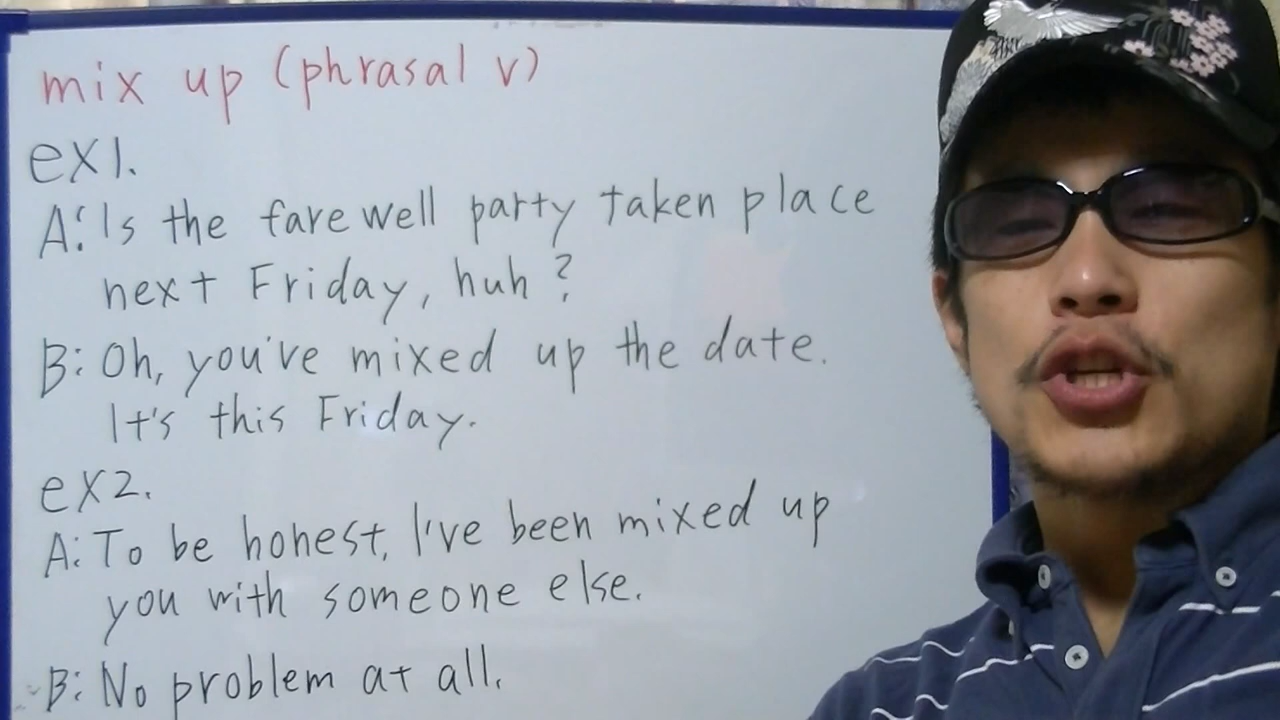 mix up (phrasal v)
ex1.
A: Is the farewell party taken place
next Friday, huh?
B: Oh, you've mixed up the date.
It's this Friday.
ex2.
A: To be honest, I've been mixed up
you with someone else.
B: No problem at all.